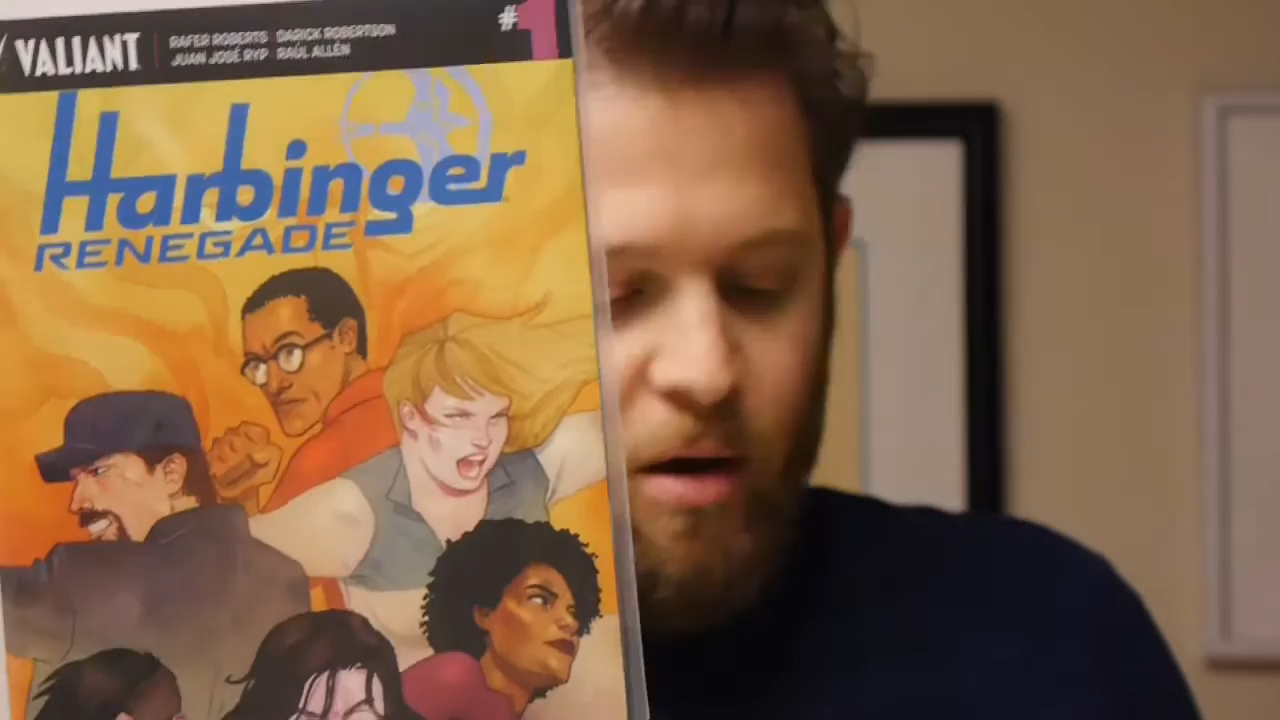 VALIANT
RAFER ROBERTS DARICK ROBERTSON
JUAN JOSÉ RYP RAÚL ALLÉN
#1
Harbinger
RENEGADE